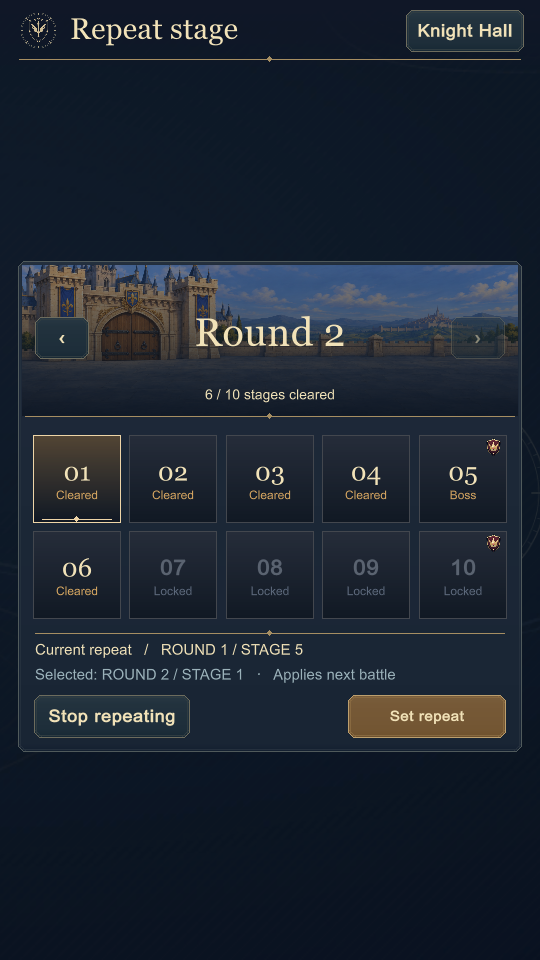 Repeat stage
Knight Hall
‹
Round 2
›
6 / 10 stages cleared
01
Cleared
02
Cleared
03
Cleared
04
Cleared
05
Boss
06
Cleared
07
Locked
08
Locked
09
Locked
10
Locked
Current repeat / ROUND 1 / STAGE 5
Selected: ROUND 2 / STAGE 1 · Applies next battle
Stop repeating
Set repeat